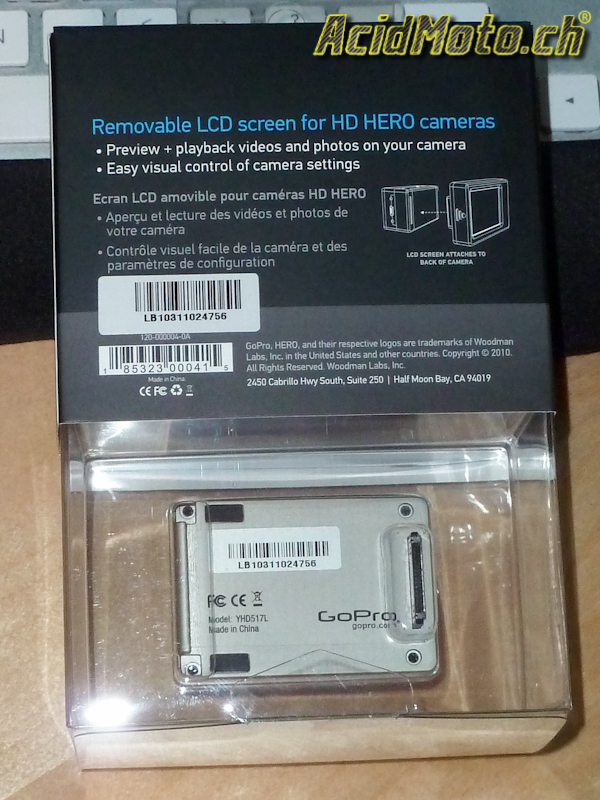 AcidMoto.ch®
Removable LCD screen for HD HERO cameras
• Preview + playback videos and photos on your camera
• Easy visual control of camera settings
Ecran LCD amovible pour caméras HD HERO
• Aperçu et lecture des vidéos et photos de
votre caméra
• Contrôle visuel facile de la caméra et des
paramètres de configuration
LCD SCREEN ATTACHES TO
BACK OF CAMERA
LB10311024756
120-000004-0A
1 85323 00041 5
Made in China
CE FC
GoPro, HERO, and their respective logos are trademarks of Woodman
Labs, Inc. in the United States and other countries. Copyright © 2010.
All Rights Reserved. Woodman Labs, Inc.
2450 Cabrillo Hwy South, Suite 250 | Half Moon Bay, CA 94019
LB10311024756
FC CE
Model: YHD517L
Made in China
GoPro
gopro.com